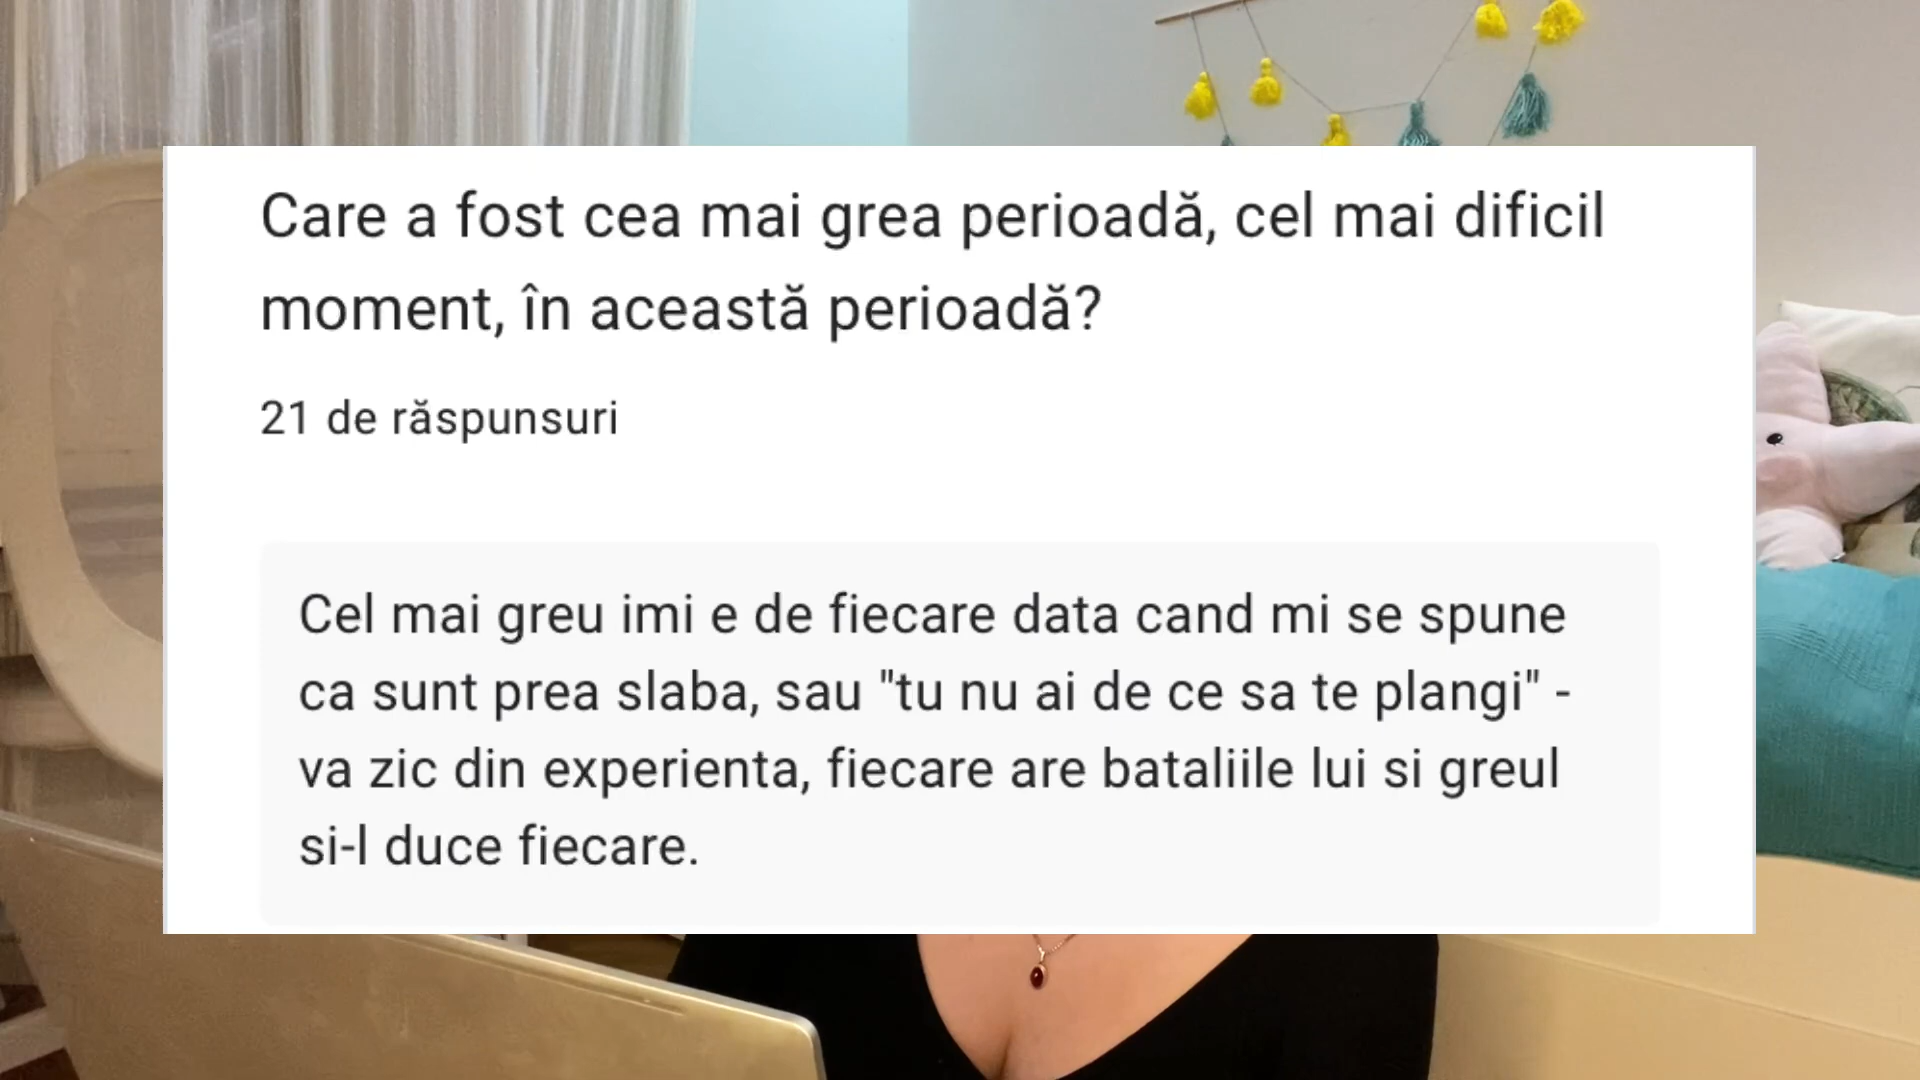 Care a fost cea mai grea perioadă, cel mai dificil
moment, în această perioadă?
21 de răspunsuri
Cel mai greu imi e de fiecare data cand mi se spune
ca sunt prea slaba, sau "tu nu ai de ce sa te plangi" -
va zic din experienta, fiecare are bataliile lui si greul
si-l duce fiecare.